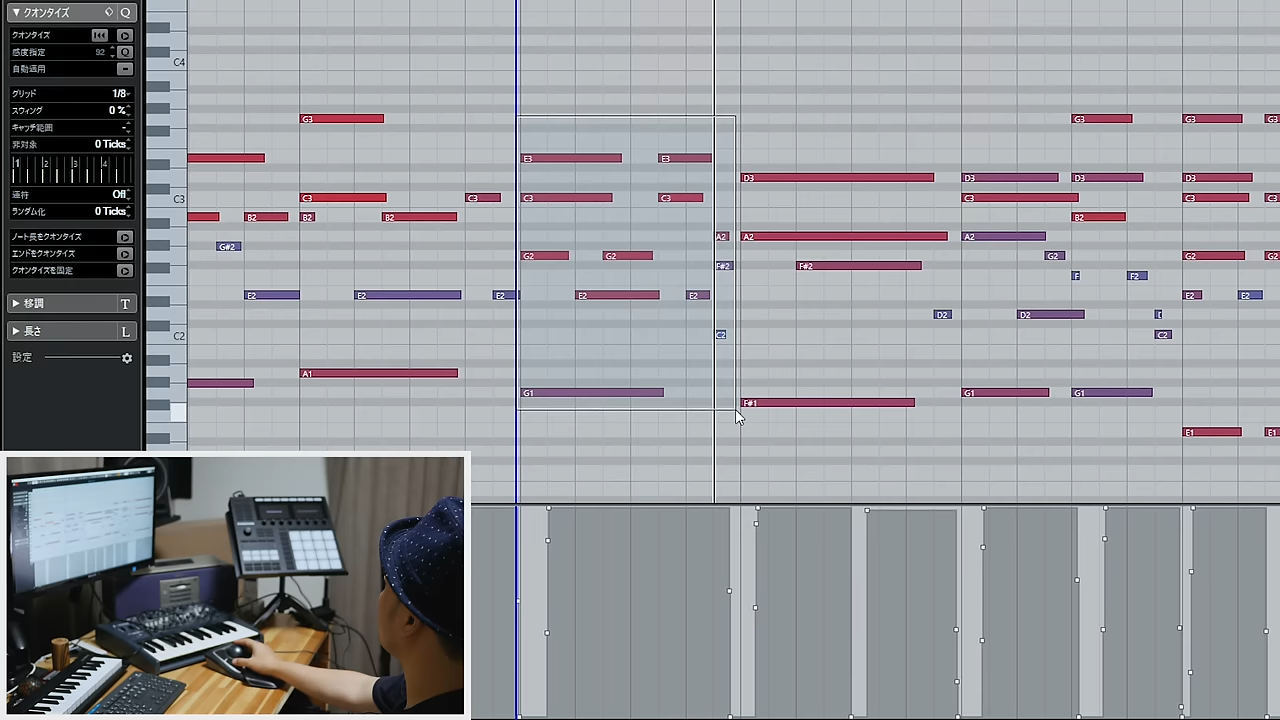 ▼ クオンタイズ Q
クオンタイズ
感度指定 92 Q
自動適用
グリッド 1/8
スウィング 0 %
キャッチ範囲 -
非対象 0 Ticks
1 2 3 4
連符 Off
ランダム化 0 Ticks
ノート長をクオンタイズ
エンドをクオンタイズ
クオンタイズを固定
▶ 移調 T
▶ 長さ L
設定
C4
G3 G3 G3 G3
E3 E3
D3 D3 D3 D3
C3 C3 C3 C3 C3 C3 C3 C3
B2 B2 B2 B2
A2 A2 A2
G#2
G2 G2 G2 G2 G2
F#2 F#2
F F2
E2 E2 E2 E2 E2 E2 E2
D2 D2
C2 C2 C2
A1
G1 G1 G1
F#1
E1 E1